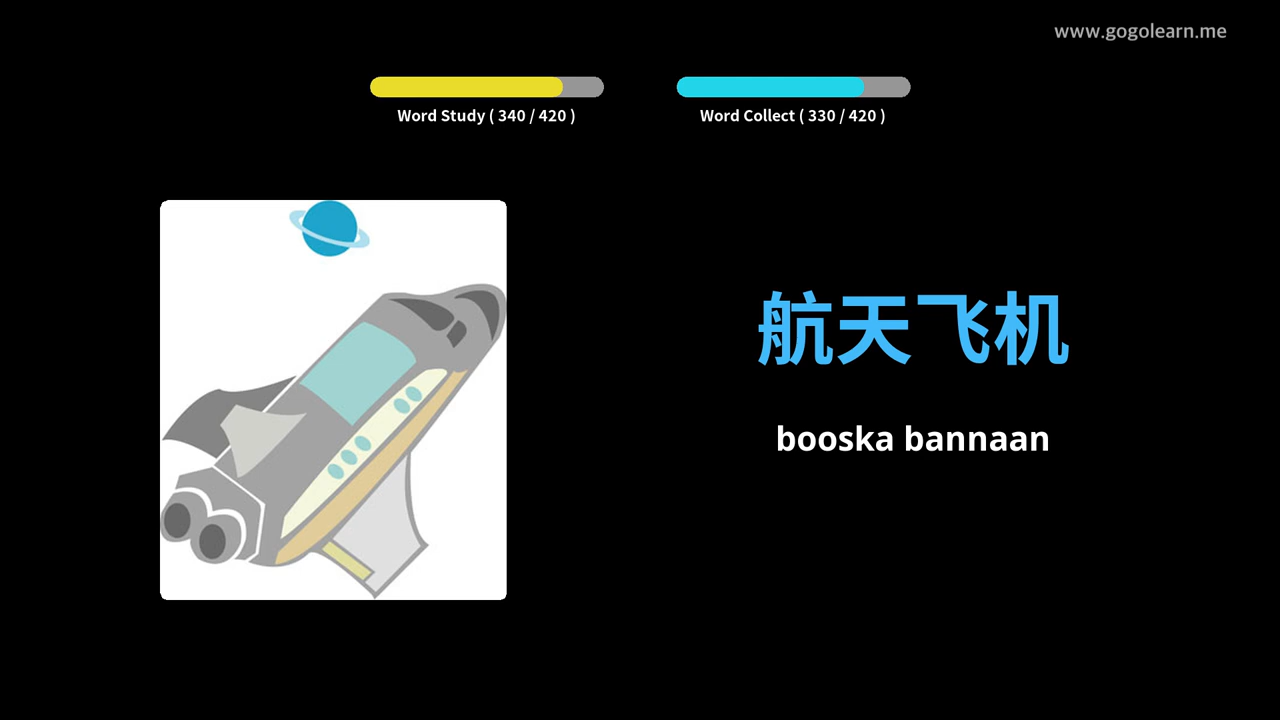 www.gogolearn.me
Word Study ( 340 / 420 )
Word Collect ( 330 / 420 )
航天飞机
booska bannaan